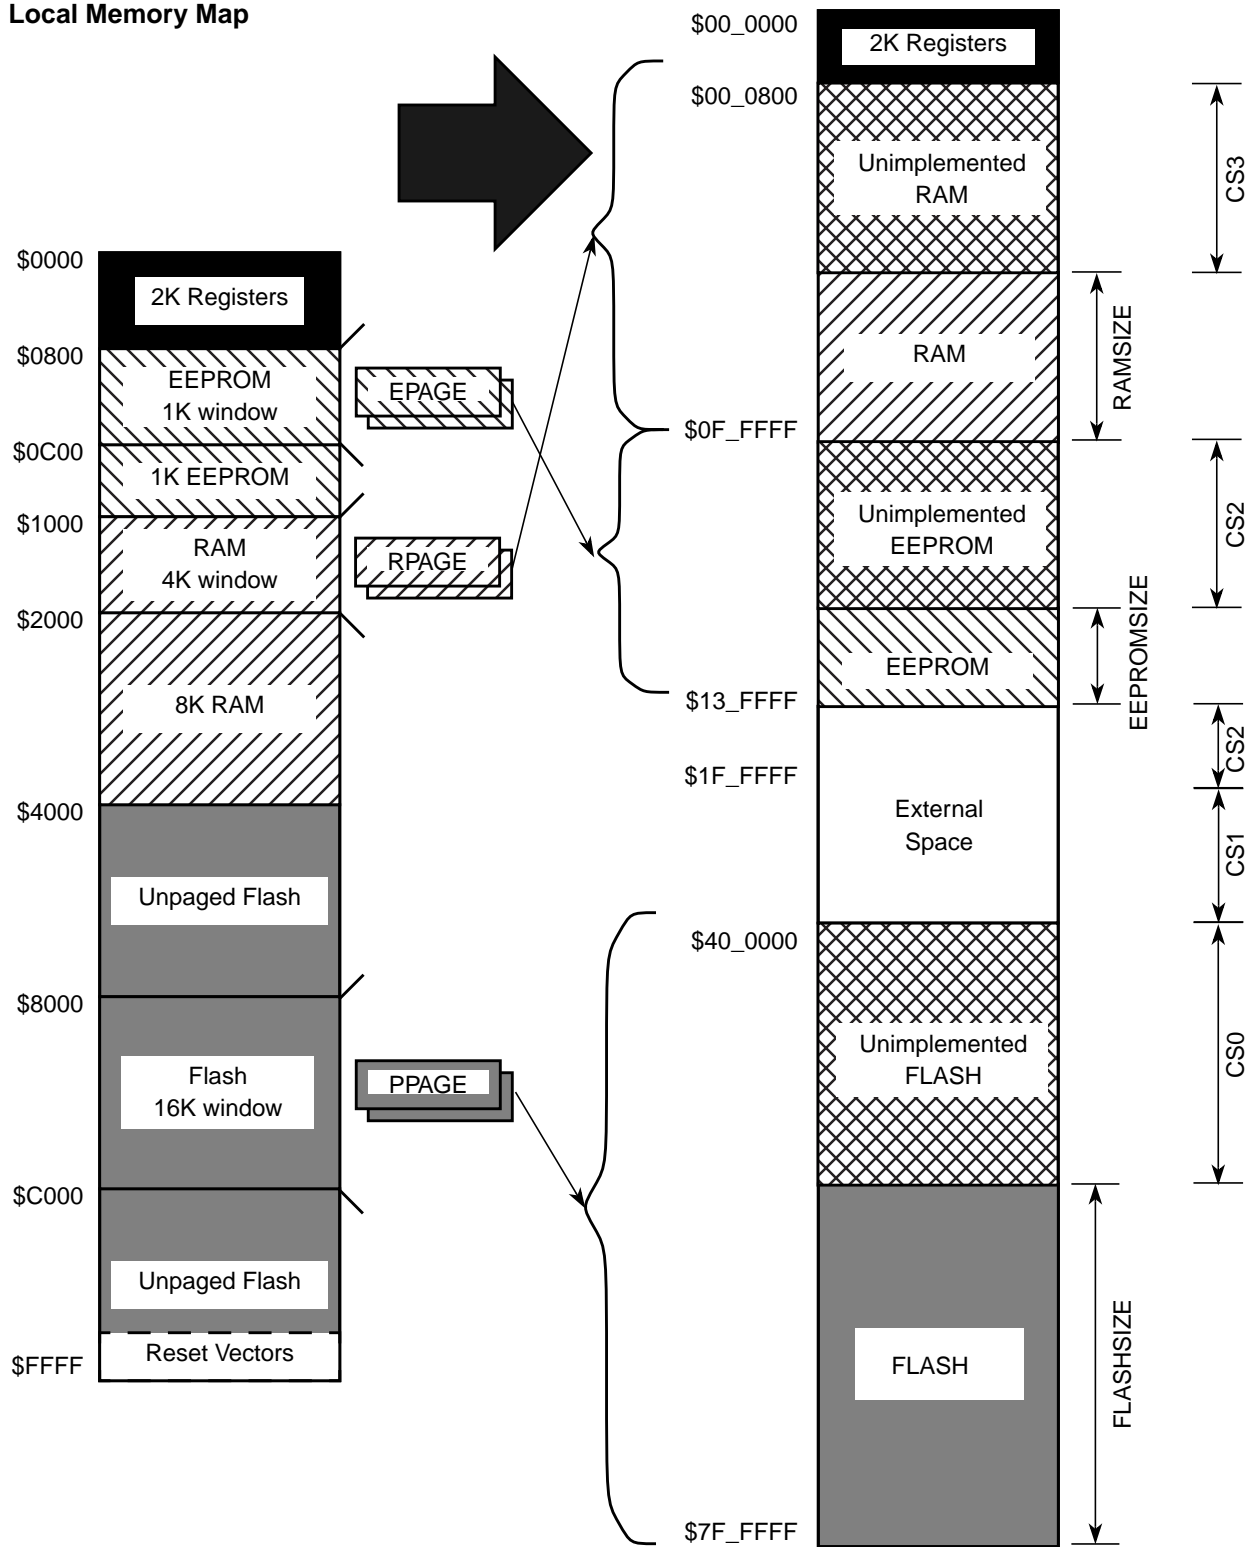 Local Memory Map
$0000
2K Registers
$0800
EEPROM
1K window
$0C00
1K EEPROM
$1000
RAM
4K window
$2000
8K RAM
$4000
Unpaged Flash
$8000
Flash
16K window
$C000
Unpaged Flash
Reset Vectors
$FFFF
EPAGE
RPAGE
PPAGE
$00_0000
2K Registers
$00_0800
Unimplemented
RAM
CS3
RAM
RAMSIZE
$0F_FFFF
Unimplemented
EEPROM
CS2
EEPROM
EEPROMSIZE
$13_FFFF
CS2
$1F_FFFF
External
Space
CS1
$40_0000
Unimplemented
FLASH
CS0
FLASH
FLASHSIZE
$7F_FFFF